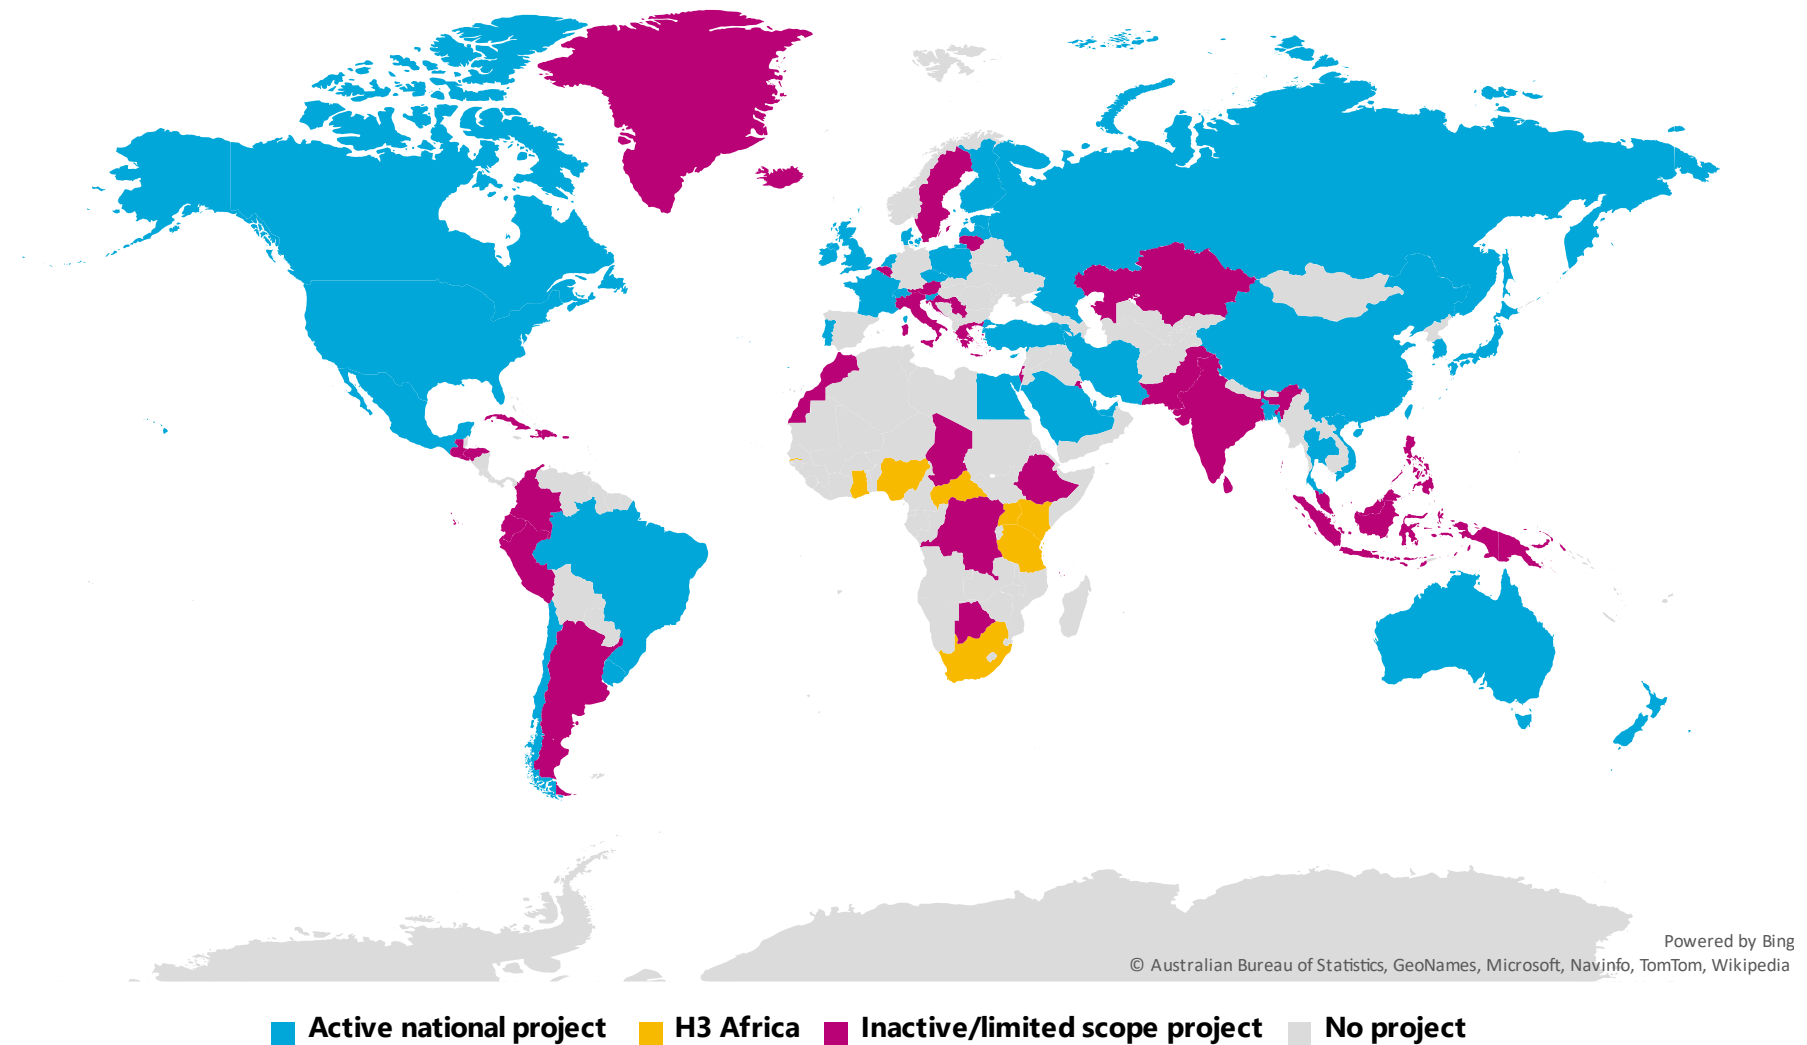 Powered by Bing
© Australian Bureau of Statistics, GeoNames, Microsoft, Navinfo, TomTom, Wikipedia
Active national project H3 Africa Inactive/limited scope project No project